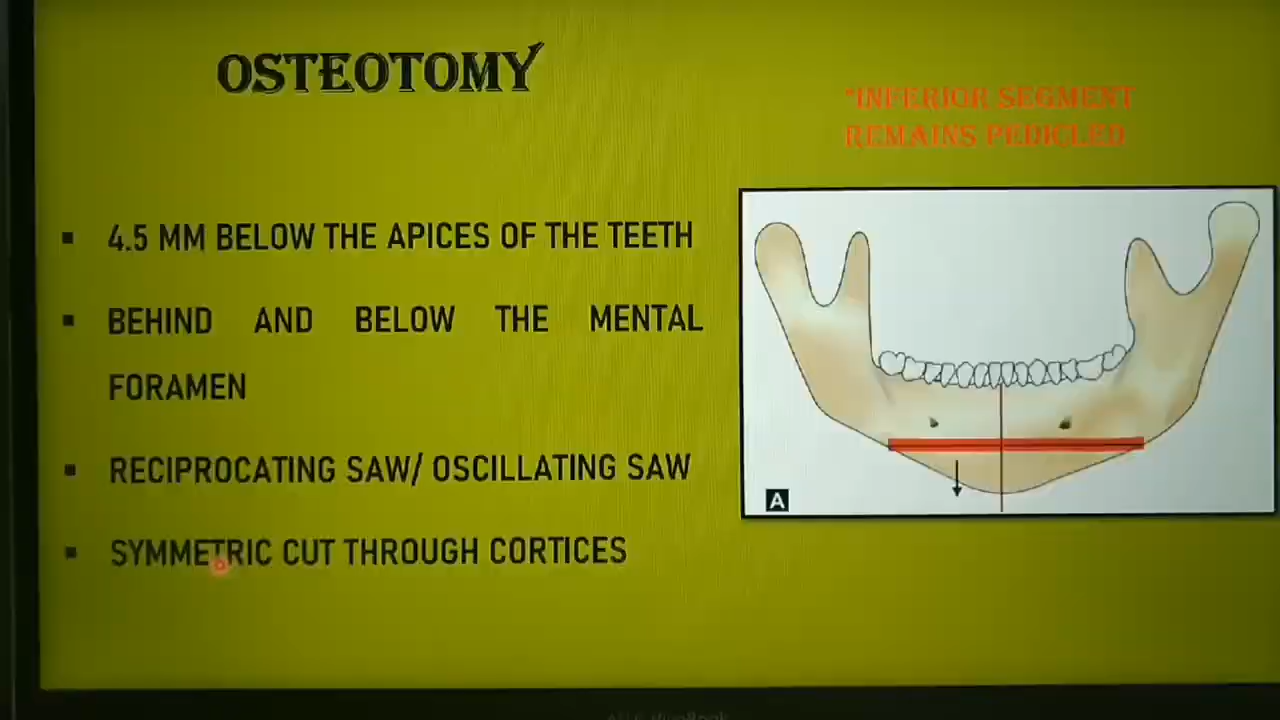 OSTEOTOMY
"INFERIOR SEGMENT
REMAINS PEDICLED
▪ 4.5 MM BELOW THE APICES OF THE TEETH
▪ BEHIND AND BELOW THE MENTAL
FORAMEN
▪ RECIPROCATING SAW/ OSCILLATING SAW
▪ SYMMETRIC CUT THROUGH CORTICES
A